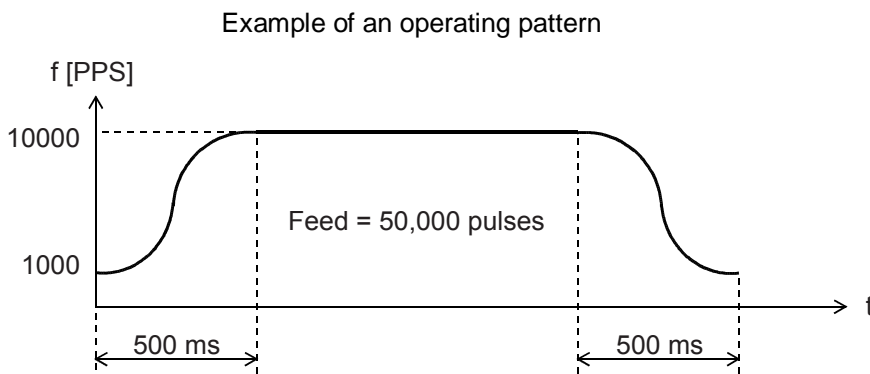 Example of an operating pattern
f [PPS]
10000
Feed = 50,000 pulses
1000
t
500 ms
500 ms